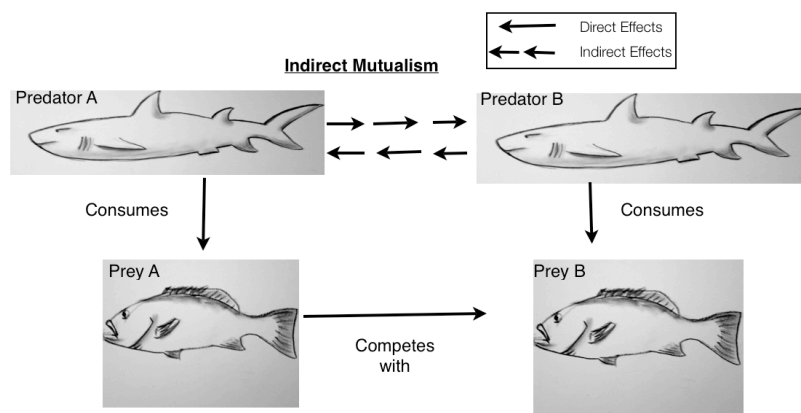 Direct Effects
Indirect Effects
Indirect Mutualism
Predator A
Predator B
Consumes
Consumes
Prey A
Prey B
Competes
with